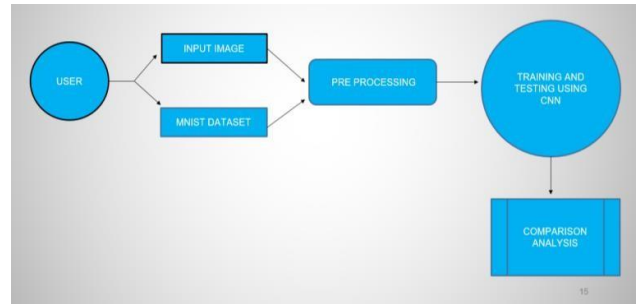 USER
INPUT IMAGE
MNIST DATASET
PRE PROCESSING
TRAINING AND
TESTING USING
CNN
COMPARISON
ANALYSIS
15